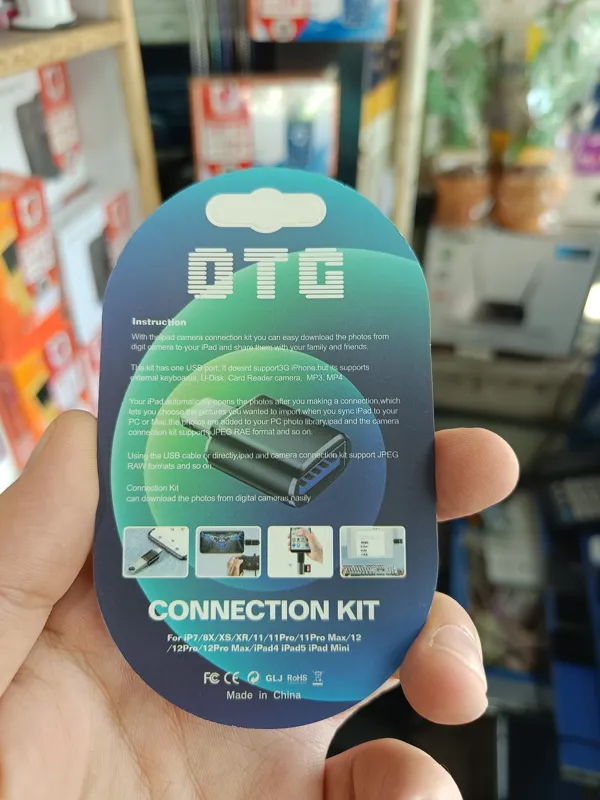 OTG
Instruction
With the ipad camera connection kit you can easy download the photos from
digit camera to your iPad and share them with your family and friends.
The kit has one USB port. It doesnt support3G iPhone.but its supports
external keyboards, U-Disk, Card Reader camera, MP3, MP4
Your iPad automatically opens the photos after you making a connection,which
lets you choose the pictures you wanted to import.when you sync iPad to your
PC or Mac,the photos are added to your PC photo library,ipad and the camera
connection kit support JPEG RAE format and so on.
Using the USB cable or directly,ipad and camera connection kit support JPEG
RAW formats and so on
Connection Kit
can download the photos from digital cameras easily
CONNECTION KIT
For iP7/8X/XS/XR/11/11Pro/11Pro Max/12
/12Pro/12Pro Max/iPad4 iPad5 iPad Mini
FC CE GLJ RoHS
Made in China